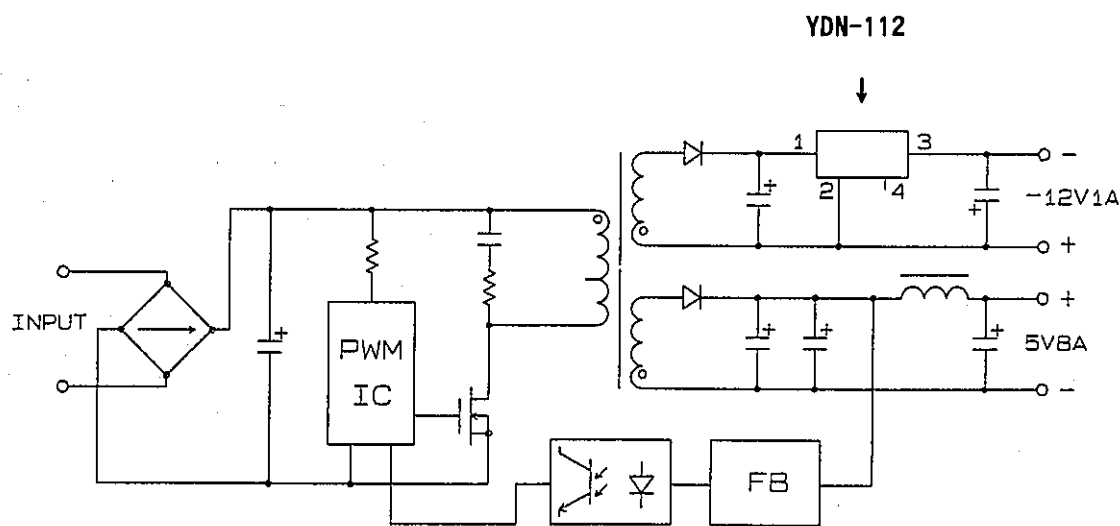 YDN-112
1
3
2
4
+
+
-
-12V1A
+
INPUT
+
PWM
IC
+
+
+
+
5V8A
-
FB